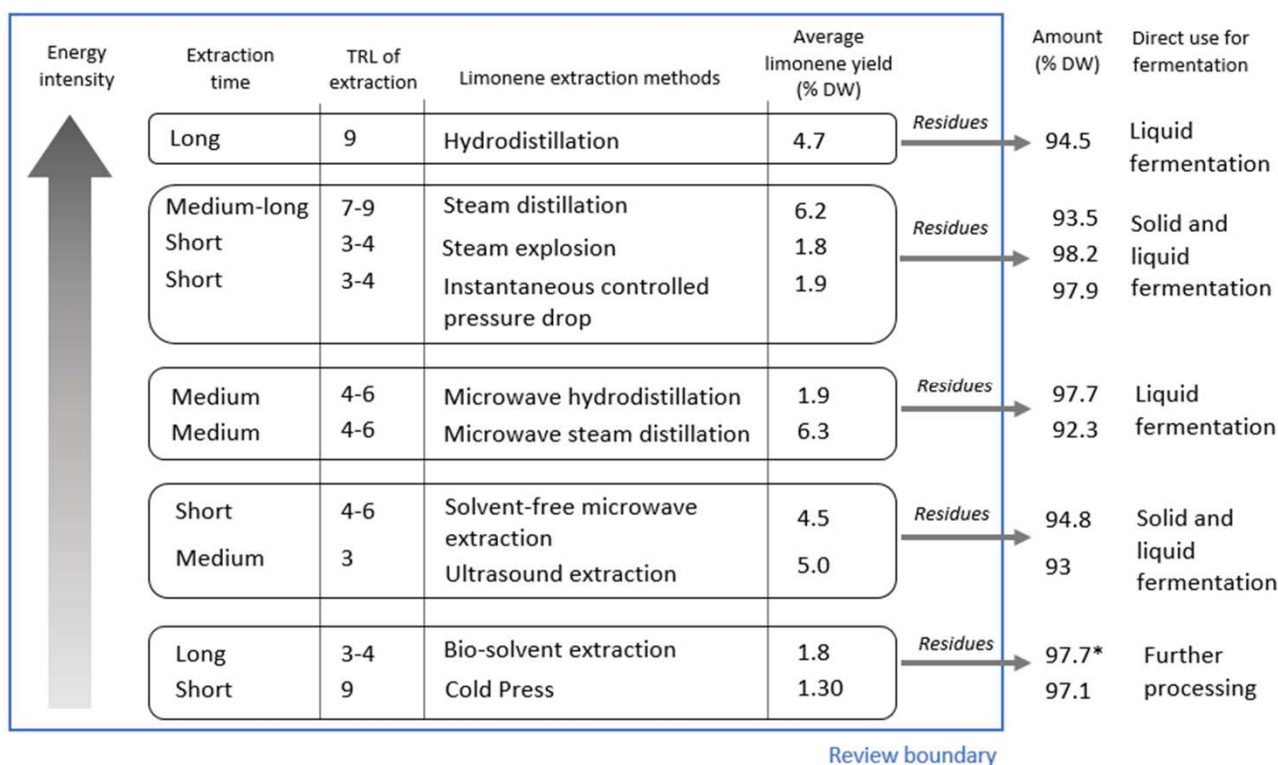 Energy
intensity
Extraction
time
TRL of
extraction
Limonene extraction methods
Average
limonene yield
(% DW)
Amount
(% DW)
Direct use for
fermentation
Long 9 Hydrodistillation 4.7 Residues 94.5 Liquid
fermentation
Medium-long 7-9 Steam distillation 6.2 Residues 93.5 Solid and
Short 3-4 Steam explosion 1.8 98.2 liquid
Short 3-4 Instantaneous controlled 1.9 97.9 fermentation
pressure drop
Medium 4-6 Microwave hydrodistillation 1.9 Residues 97.7 Liquid
Medium 4-6 Microwave steam distillation 6.3 92.3 fermentation
Short 4-6 Solvent-free microwave 4.5 Residues 94.8 Solid and
extraction liquid
Medium 3 Ultrasound extraction 5.0 93 fermentation
Long 3-4 Bio-solvent extraction 1.8 Residues 97.7* Further
Short 9 Cold Press 1.30 97.1 processing
Review boundary